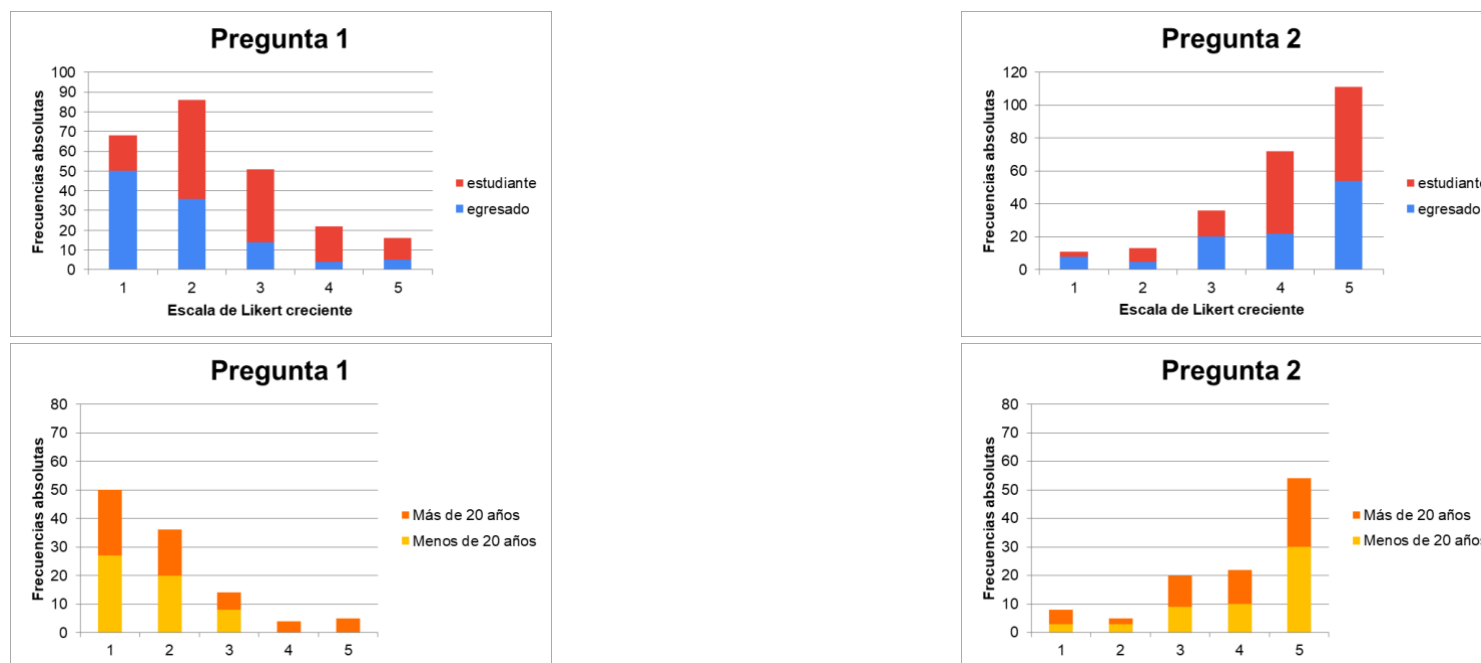 Pregunta 1
Frecuencias absolutas
100
90
80
70
60
50
40
30
20
10
0
1 2 3 4 5
Escala de Likert creciente
estudiante
egresado
Pregunta 2
Frecuencias absolutas
120
100
80
60
40
20
0
1 2 3 4 5
Escala de Likert creciente
estudiante
egresado
Pregunta 1
Frecuencias absolutas
80
70
60
50
40
30
20
10
0
1 2 3 4 5
Más de 20 años
Menos de 20 años
Pregunta 2
Frecuencias absolutas
80
70
60
50
40
30
20
10
0
1 2 3 4 5
Más de 20 años
Menos de 20 años